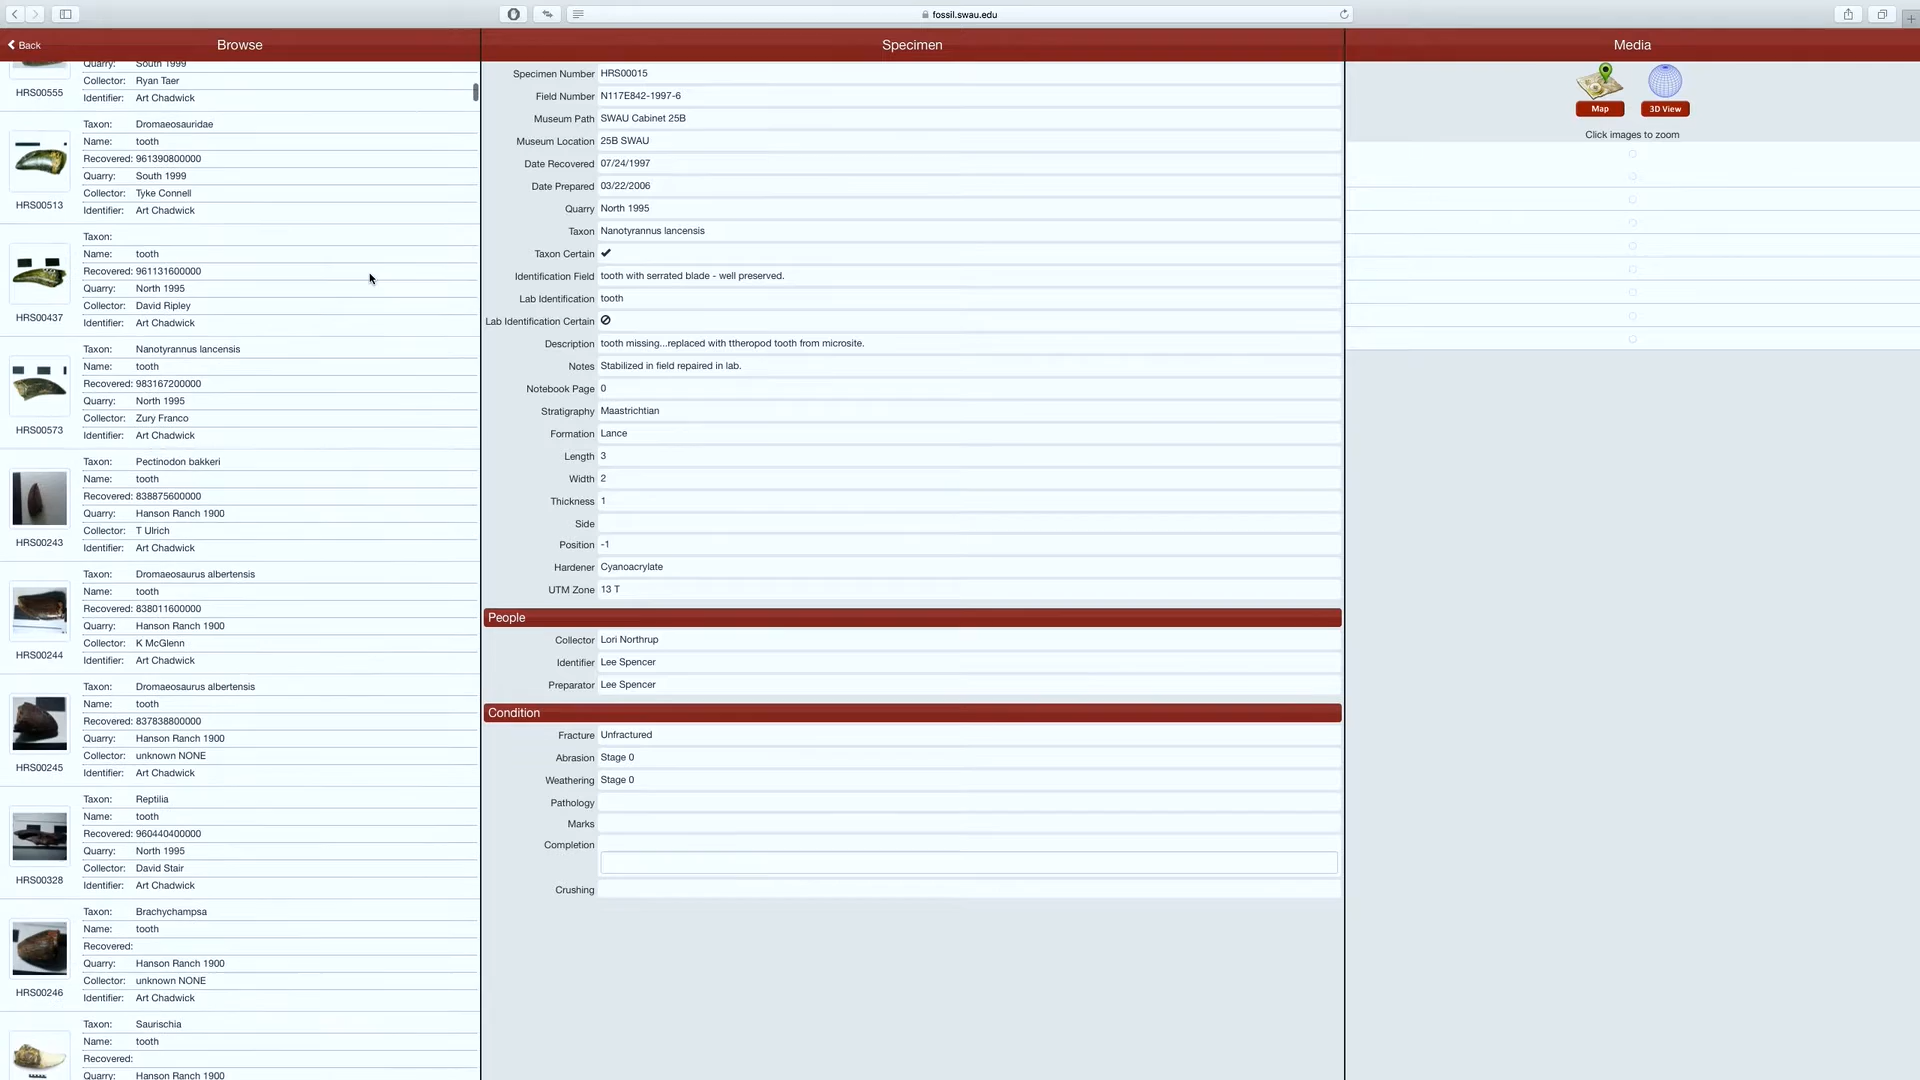 fossil.swau.edu
Back
Browse
Specimen
Media
Quarry: South 1999
Collector: Ryan Taer
Identifier: Art Chadwick
HRS00555
Taxon: Dromaeosauridae
Name: tooth
Recovered: 961390800000
Quarry: South 1999
Collector: Tyke Connell
Identifier: Art Chadwick
HRS00513
Taxon:
Name: tooth
Recovered: 961131600000
Quarry: North 1995
Collector: David Ripley
Identifier: Art Chadwick
HRS00437
Taxon: Nanotyrannus lancensis
Name: tooth
Recovered: 983167200000
Quarry: North 1995
Collector: Zury Franco
Identifier: Art Chadwick
HRS00573
Taxon: Pectinodon bakkeri
Name: tooth
Recovered: 838875600000
Quarry: Hanson Ranch 1900
Collector: T Ulrich
Identifier: Art Chadwick
HRS00243
Taxon: Dromaeosaurus albertensis
Name: tooth
Recovered: 838011600000
Quarry: Hanson Ranch 1900
Collector: K McGlenn
Identifier: Art Chadwick
HRS00244
Taxon: Dromaeosaurus albertensis
Name: tooth
Recovered: 837838800000
Quarry: Hanson Ranch 1900
Collector: unknown NONE
Identifier: Art Chadwick
HRS00245
Taxon: Reptilia
Name: tooth
Recovered: 960440400000
Quarry: North 1995
Collector: David Stair
Identifier: Art Chadwick
HRS00328
Taxon: Brachychampsa
Name: tooth
Recovered:
Quarry: Hanson Ranch 1900
Collector: unknown NONE
Identifier: Art Chadwick
HRS00246
Taxon: Saurischia
Name: tooth
Recovered:
Quarry: Hanson Ranch 1900
Specimen Number HRS00015
Field Number N117E842-1997-6
Museum Path SWAU Cabinet 25B
Museum Location 25B SWAU
Date Recovered 07/24/1997
Date Prepared 03/22/2006
Quarry North 1995
Taxon Nanotyrannus lancensis
Taxon Certain
Identification Field tooth with serrated blade - well preserved.
Lab Identification tooth
Lab Identification Certain
Description tooth missing...replaced with ttheropod tooth from microsite.
Notes Stabilized in field repaired in lab.
Notebook Page 0
Stratigraphy Maastrichtian
Formation Lance
Length 3
Width 2
Thickness 1
Side
Position -1
Hardener Cyanoacrylate
UTM Zone 13 T
People
Collector Lori Northrup
Identifier Lee Spencer
Preparator Lee Spencer
Condition
Fracture Unfractured
Abrasion Stage 0
Weathering Stage 0
Pathology
Marks
Completion
Crushing
Map
3D View
Click images to zoom